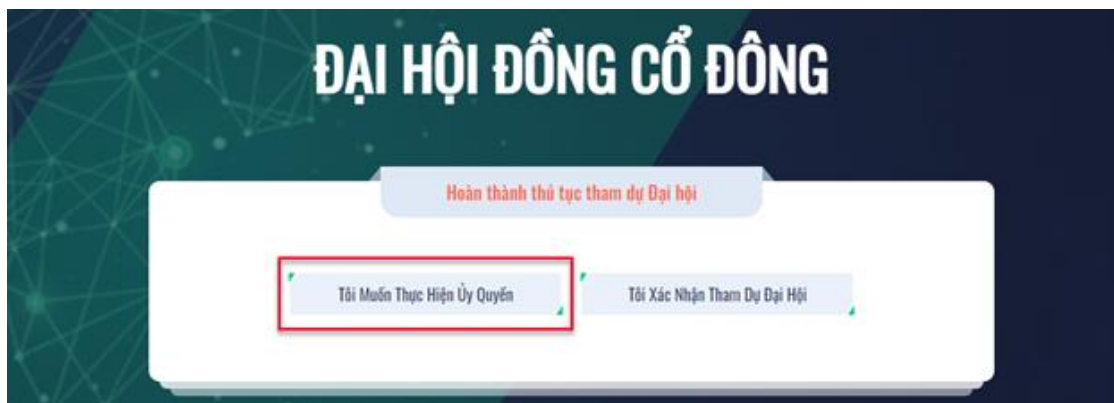 ĐẠI HỘI ĐỒNG CỔ ĐÔNG
Hoàn thành thủ tục tham dự Đại hội
Tôi Muốn Thực Hiện Ủy Quyền
Tôi Xác Nhận Tham Dự Đại Hội